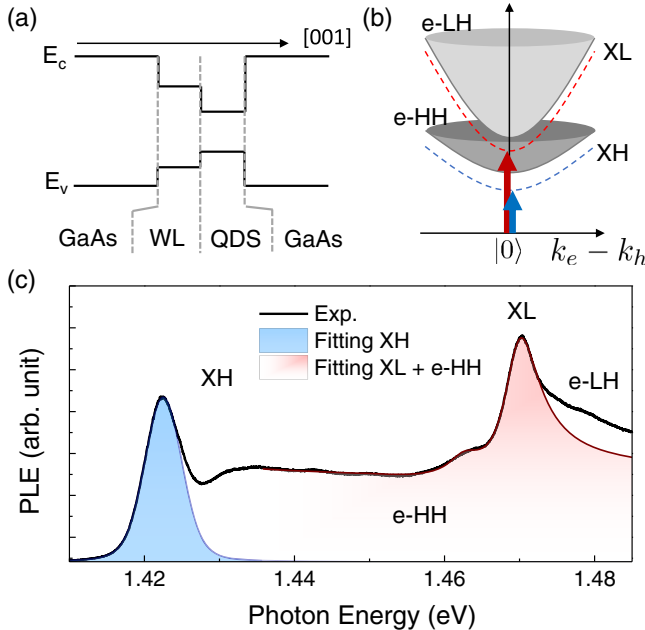 (a)
[001]
E_c
E_v
GaAs
WL
QDS
GaAs
(b)
e-LH
XL
e-HH
XH
|0⟩
k_e − k_h
(c)
Exp.
Fitting XH
Fitting XL + e-HH
XH
XL
e-LH
e-HH
PLE (arb. unit)
1.42
1.44
1.46
1.48
Photon Energy (eV)